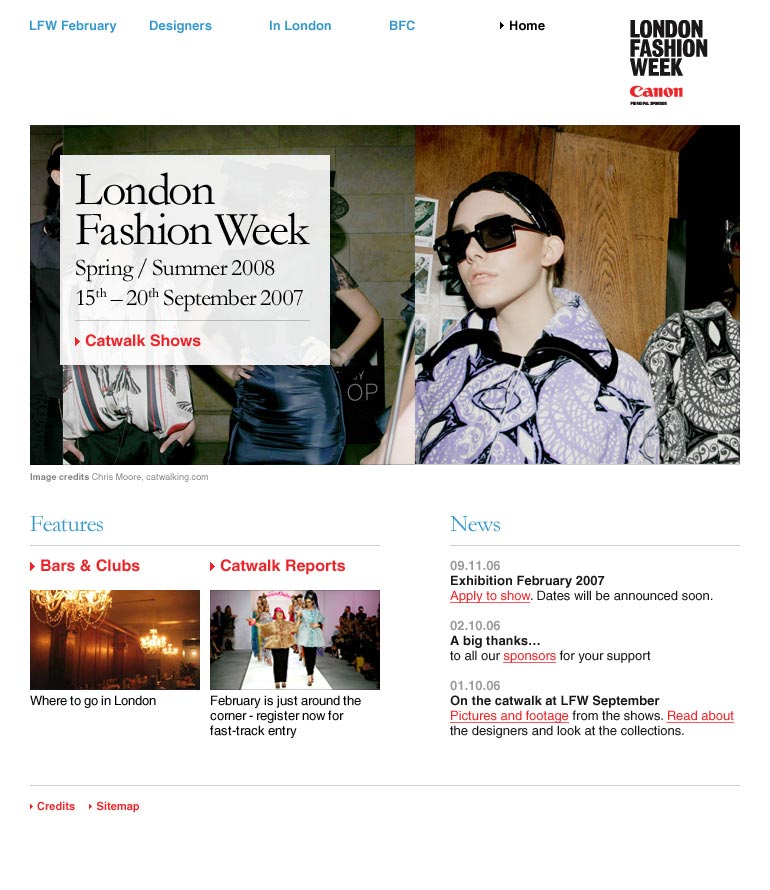 LFW February
Designers
In London
BFC
Home
LONDON
FASHION
WEEK
Canon
PRINCIPAL SPONSOR
London
Fashion Week
Spring / Summer 2008
15th – 20th September 2007
Catwalk Shows
OP
Image credits Chris Moore, catwalking.com
Features
Bars & Clubs
Where to go in London
Catwalk Reports
February is just around the
corner - register now for
fast-track entry
News
09.11.06
Exhibition February 2007
Apply to show. Dates will be announced soon.
02.10.06
A big thanks…
to all our sponsors for your support
01.10.06
On the catwalk at LFW September
Pictures and footage from the shows. Read about
the designers and look at the collections.
Credits
Sitemap